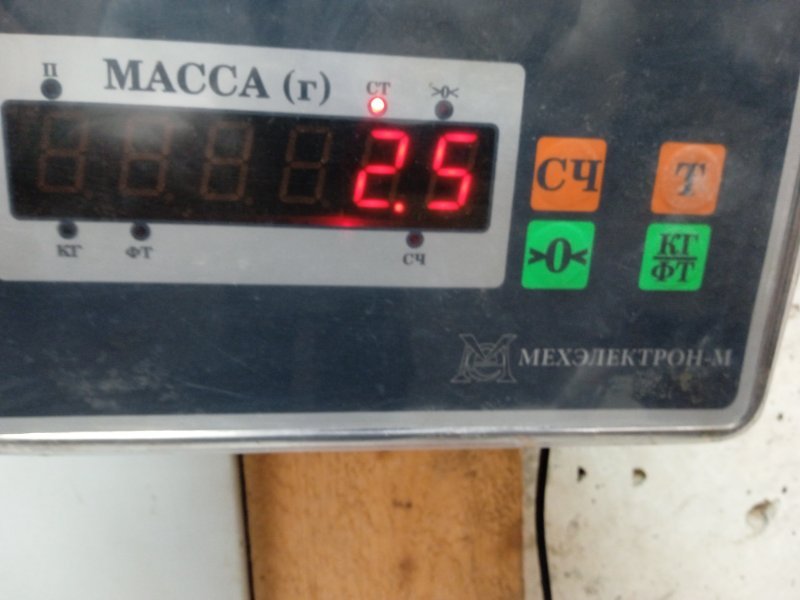 П МАССА (г) СТ >0<
2.5
КГ ФТ СЧ
СЧ Т
>0< КГ/ФТ
МЕХЭЛЕКТРОН-М